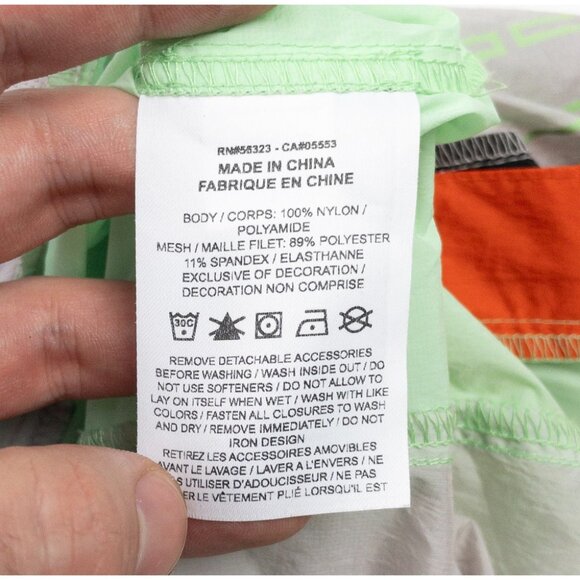 RN#56323 - CA#05553
MADE IN CHINA
FABRIQUE EN CHINE
BODY / CORPS: 100% NYLON /
POLYAMIDE
MESH / MAILLE FILET: 89% POLYESTER
11% SPANDEX / ELASTHANNE
EXCLUSIVE OF DECORATION /
DECORATION NON COMPRISE
30C
REMOVE DETACHABLE ACCESSORIES
BEFORE WASHING / WASH INSIDE OUT / DO
NOT USE SOFTENERS / DO NOT ALLOW TO
LAY ON ITSELF WHEN WET / WASH WITH LIKE
COLORS / FASTEN ALL CLOSURES TO WASH
AND DRY / REMOVE IMMEDIATELY / DO NOT
IRON DESIGN
RETIREZ LES ACCESSOIRES AMOVIBLES
AVANT LE LAVAGE / LAVER A L'ENVERS / NE
UTILISER D'ADOUCISSEUR / NE PAS
LE VÊTEMENT PLIÉ LORSQU'IL EST